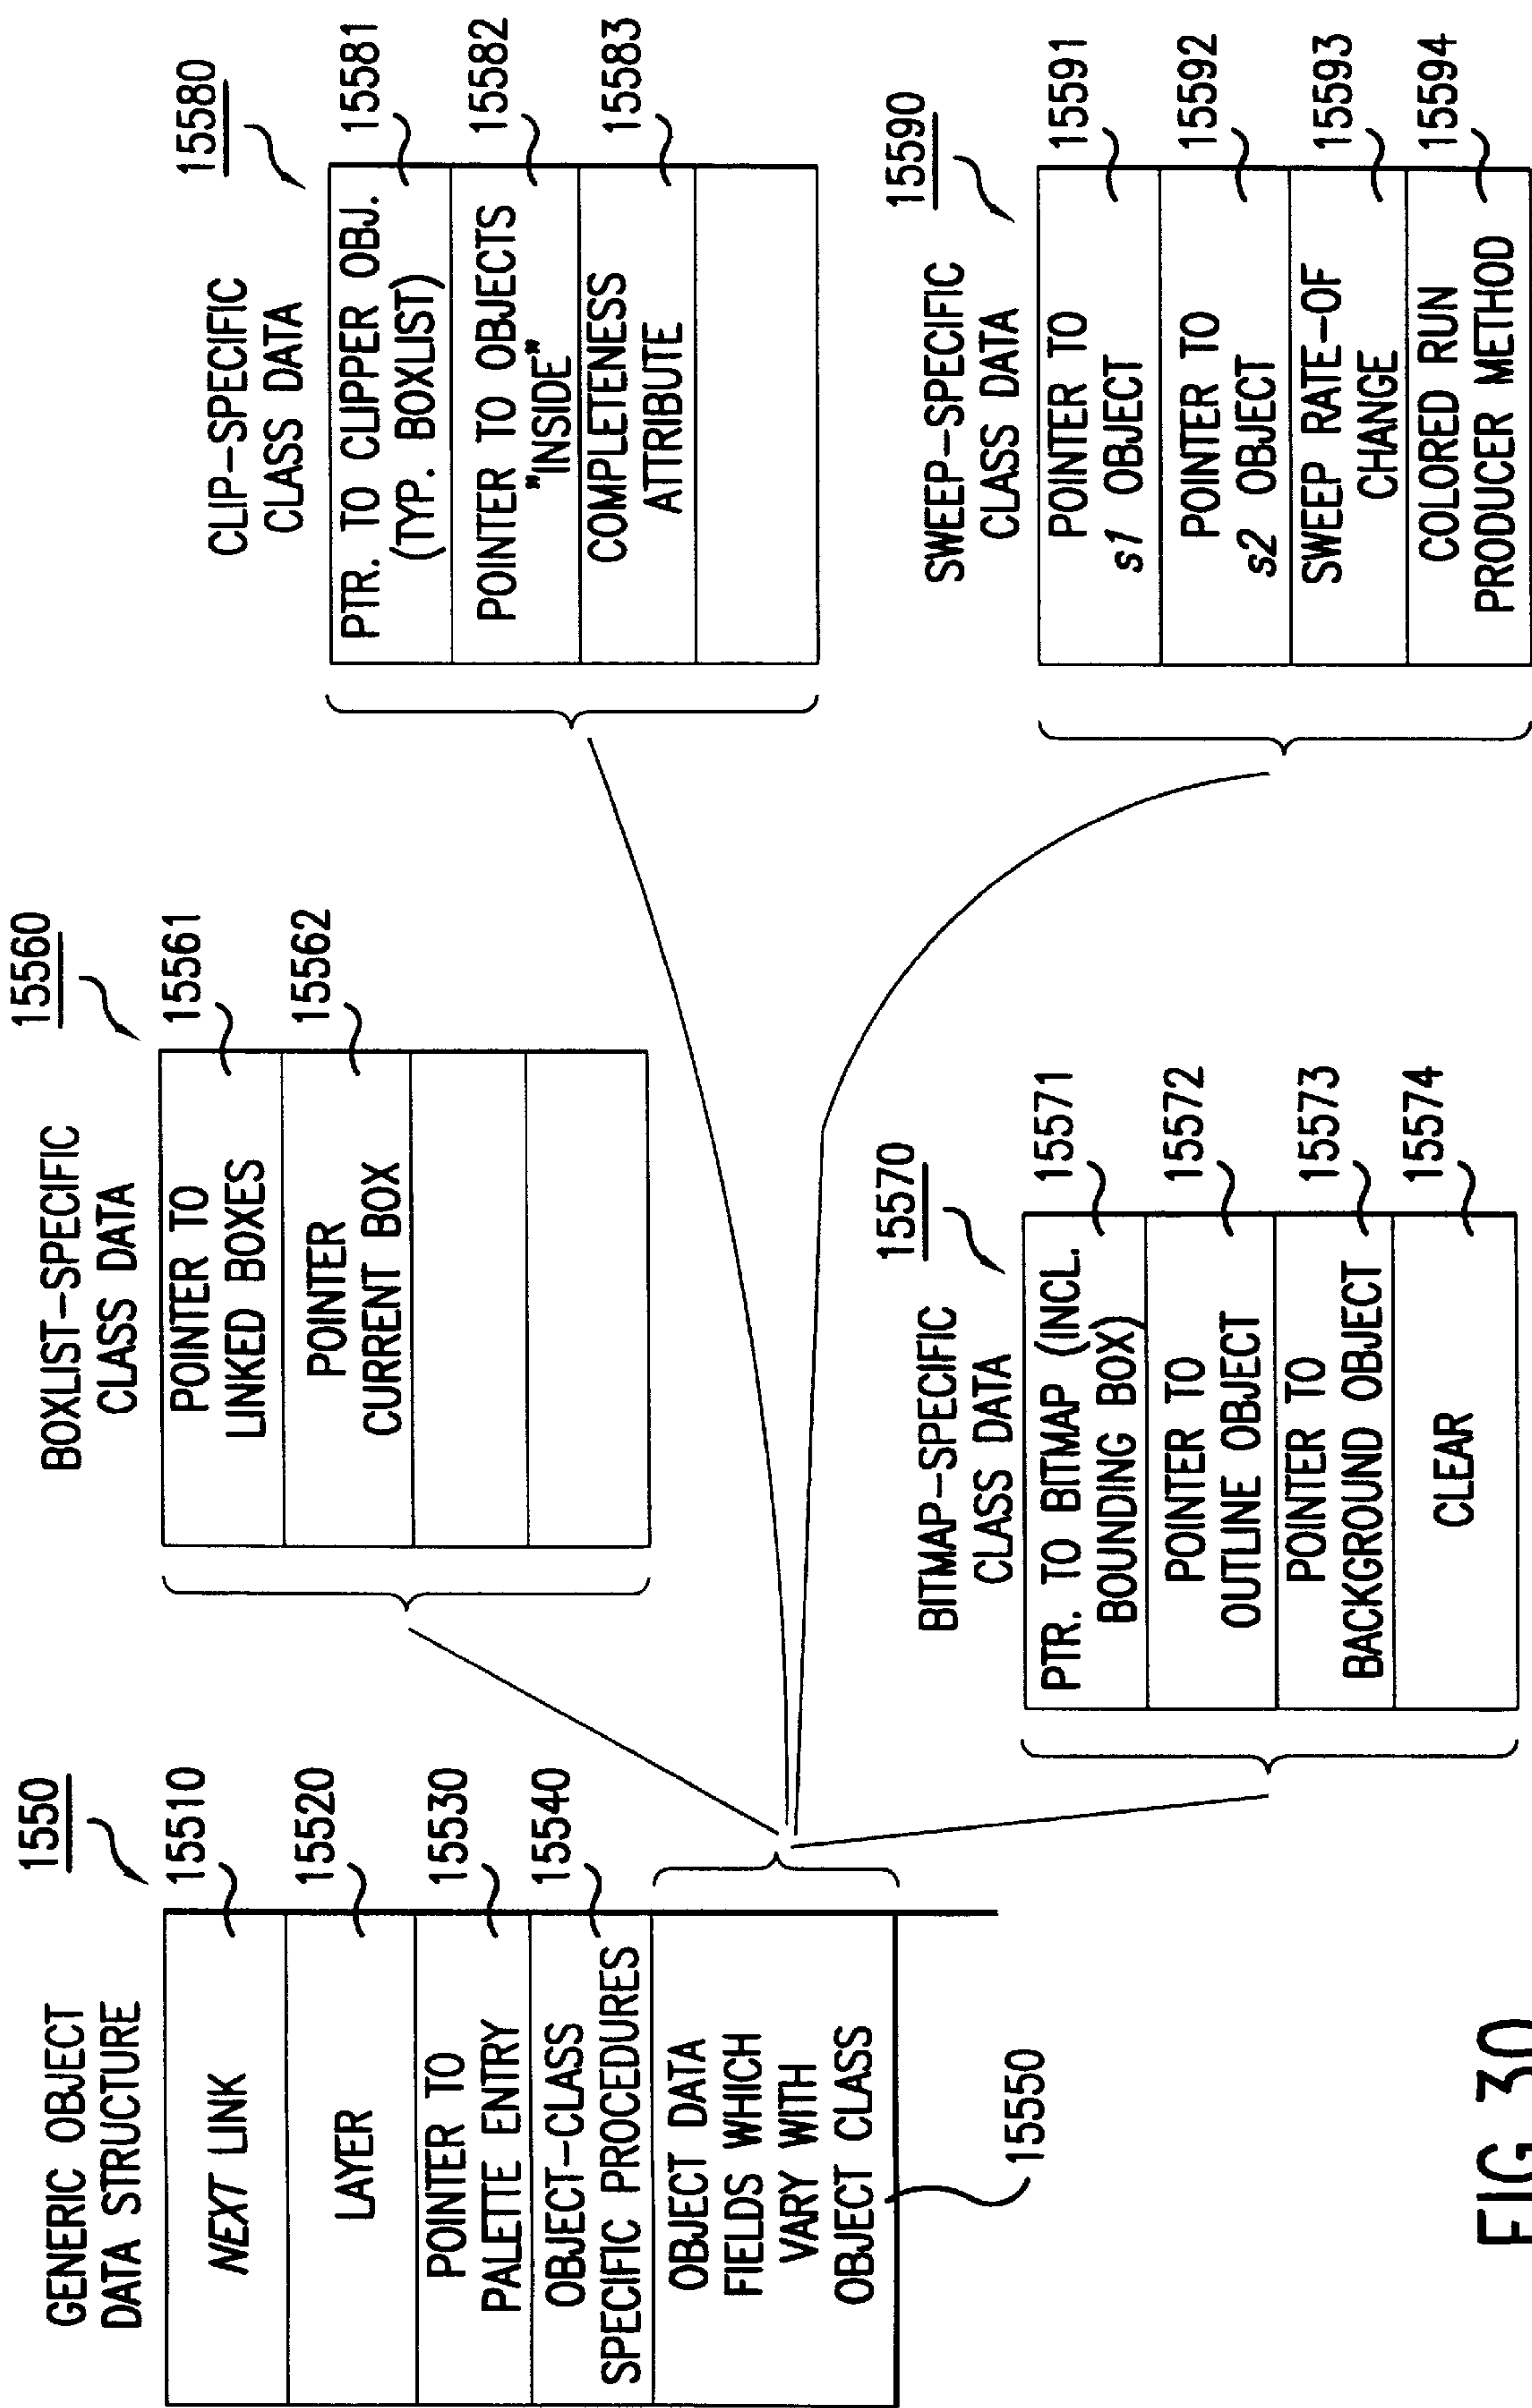 GENERIC OBJECT
DATA STRUCTURE
1550
NEXT LINK
15510
LAYER
15520
POINTER TO
PALETTE ENTRY
15530
OBJECT-CLASS
SPECIFIC PROCEDURES
15540
OBJECT DATA
FIELDS WHICH
VARY WITH
OBJECT CLASS
15550
BOXLIST-SPECIFIC
CLASS DATA
15560
POINTER TO
LINKED BOXES
15561
POINTER
CURRENT BOX
15562
BITMAP-SPECIFIC
CLASS DATA
15570
PTR. TO BITMAP (INCL.
BOUNDING BOX)
15571
POINTER TO
OUTLINE OBJECT
15572
POINTER TO
BACKGROUND OBJECT
15573
CLEAR
15574
CLIP-SPECIFIC
CLASS DATA
15580
PTR. TO CLIPPER OBJ.
(TYP. BOXLIST)
15581
POINTER TO OBJECTS
"INSIDE"
15582
COMPLETENESS
ATTRIBUTE
15583
SWEEP-SPECIFIC
CLASS DATA
15590
POINTER TO
s1 OBJECT
15591
POINTER TO
s2 OBJECT
15592
SWEEP RATE-OF
CHANGE
15593
COLORED RUN
PRODUCER METHOD
15594
FIG.30